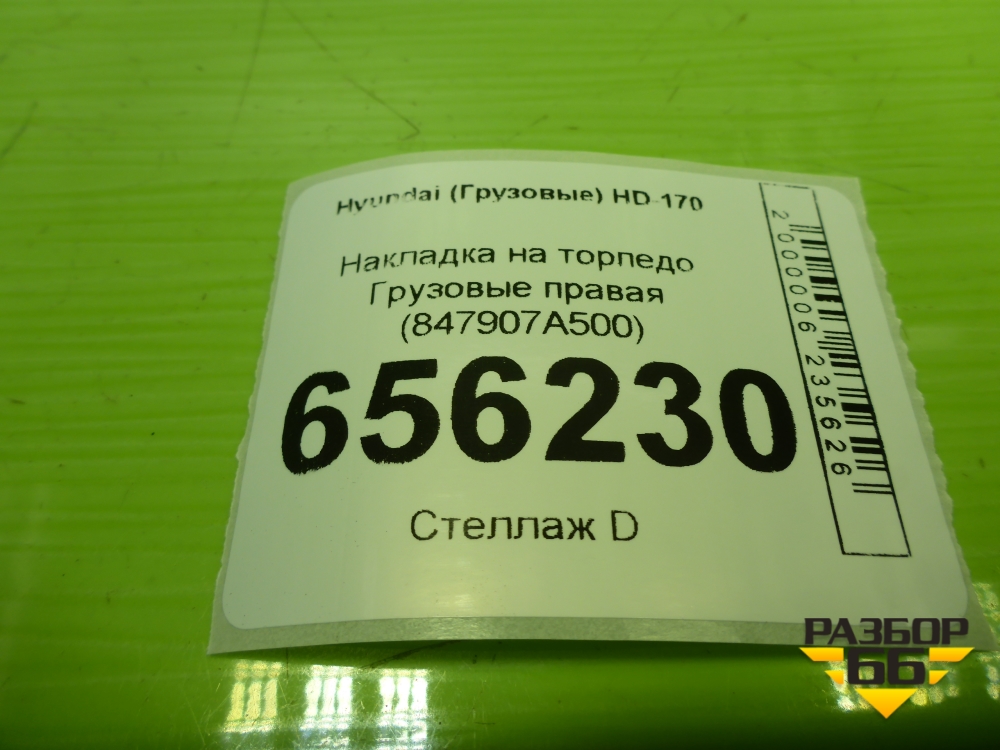 Hyundai (Грузовые) HD-170
Накладка на торпедо
Грузовые правая
(847907A500)
656230
Стеллаж D
2000006235626
РАЗБОР
66